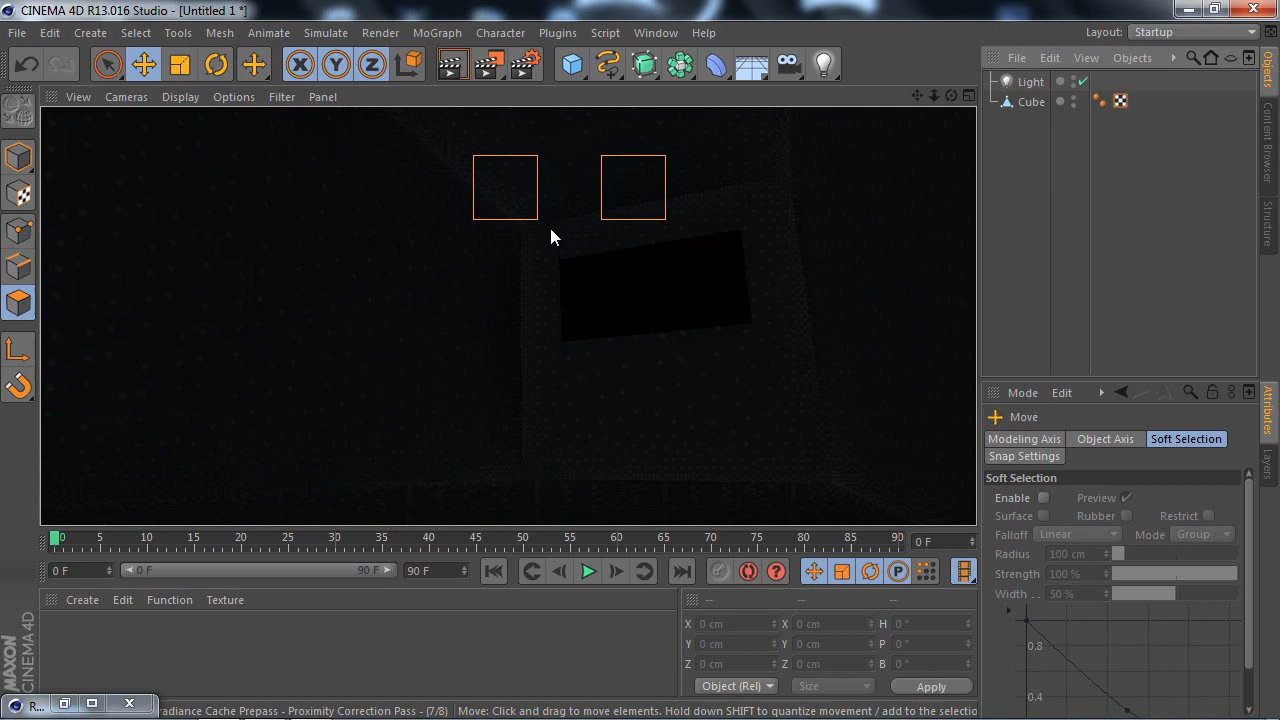 CINEMA 4D R13.016 Studio - [Untitled 1 *]
File Edit Create Select Tools Mesh Animate Simulate Render MoGraph Character Plugins Script Window Help
Layout: Startup
X Y Z
File Edit View Objects
View Cameras Display Options Filter Panel
Light
Cube
Objects
Content Browser
Structure
Mode Edit
Move
Modeling Axis Object Axis Soft Selection
Snap Settings
Soft Selection
Enable Preview
Surface Rubber Restrict
Falloff Linear Mode Group
Radius 100 cm
Strength 100 %
Width . . 50 %
0.8
0.4
Attributes
Layers
0 5 10 15 20 25 30 35 40 45 50 55 60 65 70 75 80 85 90 0 F
0 F 0 F 90 F 90 F
P
Create Edit Function Texture
-- -- --
X 0 cm X 0 cm H 0 °
Y 0 cm Y 0 cm P 0 °
Z 0 cm Z 0 cm B 0 °
Object (Rel) Size Apply
MAXON
CINEMA 4D
R...
adiance Cache Prepass - Proximity Correction Pass - (7/8) Move: Click and drag to move elements. Hold down SHIFT to quantize movement / add to the selectio